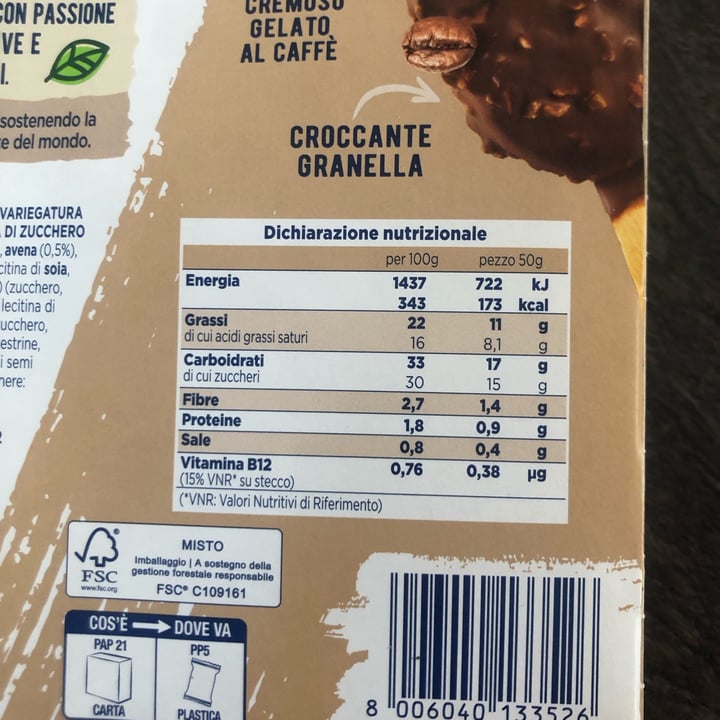 CON PASSIONE
VE E
I.
sostenendo la
ce del mondo.
CREMOSO
GELATO
AL CAFFÈ
CROCCANTE
GRANELLA
VARIEGATURA
DI ZUCCHERO
, avena (0,5%),
citina di soia,
) (zucchero,
lecitina di
ucchero,
estrine,
i semi
nere:
Dichiarazione nutrizionale
per 100g pezzo 50g
Energia 1437 722 kJ
343 173 kcal
Grassi 22 11 g
di cui acidi grassi saturi 16 8,1 g
Carboidrati 33 17 g
di cui zuccheri 30 15 g
Fibre 2,7 1,4 g
Proteine 1,8 0,9 g
Sale 0,8 0,4 g
Vitamina B12 0,76 0,38 µg
(15% VNR* su stecco)
(*VNR: Valori Nutritivi di Riferimento)
FSC
www.fsc.org
MISTO
Imballaggio | A sostegno della
gestione forestale responsabile
FSC® C109161
COS'È DOVE VA
PAP 21 PP5
CARTA PLASTICA
8 006040 133526